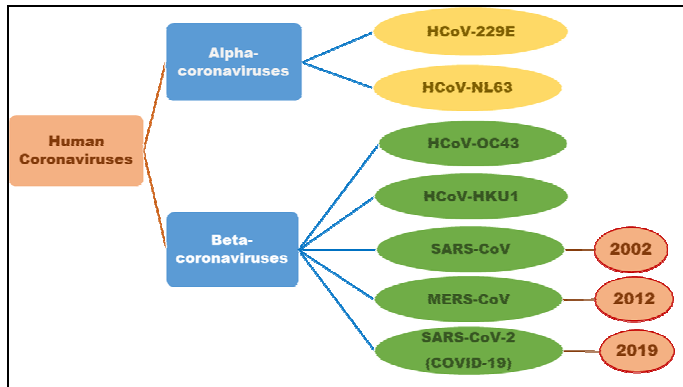 Human
Coronaviruses
Alpha-
coronaviruses
HCoV-229E
HCoV-NL63
Beta-
coronaviruses
HCoV-OC43
HCoV-HKU1
SARS-CoV
2002
MERS-CoV
2012
SARS-CoV-2
(COVID-19)
2019